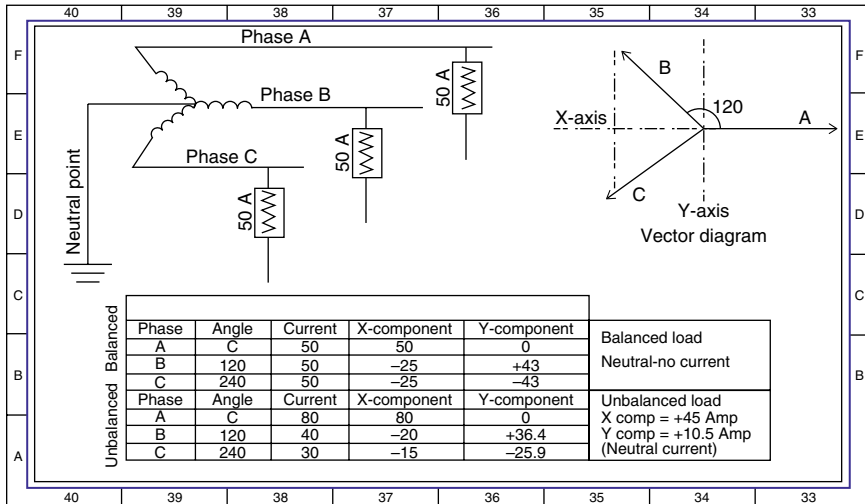 40 39 38 37 36 35 34 33
F
E
D
C
B
A
F
E
D
C
B
A
Phase A
50 A
Phase B
50 A
Phase C
50 A
Neutral point
B
120
A
X-axis
C
Y-axis
Vector diagram
Balanced
Phase Angle Current X-component Y-component
A C 50 50 0
B 120 50 –25 +43
C 240 50 –25 –43
Balanced load
Neutral-no current
Unbalanced
Phase Angle Current X-component Y-component
A C 80 80 0
B 120 40 –20 +36.4
C 240 30 –15 –25.9
Unbalanced load
X comp = +45 Amp
Y comp = +10.5 Amp
(Neutral current)
40 39 38 37 36 35 34 33